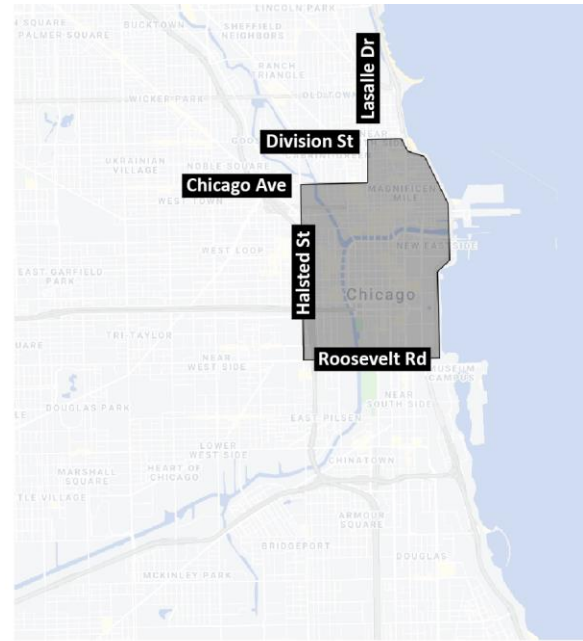 LINCOLN PARK
BUCKTOWN
SHEFFIELD
NEIGHBORS
PALMER SQUARE
RANCH
TRIANGLE
Lasalle Dr
WICKER PARK
Division St
UKRAINIAN
VILLAGE
NOBLE SQUARE
Chicago Ave
WEST TOWN
MAGNIFICENT
MILE
WEST LOOP
NEW EASTSIDE
Halsted St
EAST GARFIELD
PARK
Chicago
TRI-TAYLOR
NEAR
WEST SIDE
Roosevelt Rd
MUSEUM
CAMPUS
DOUGLAS PARK
NEAR
SOUTH SIDE
EAST PILSEN
LOWER
WEST SIDE
CHINATOWN
MARSHALL
SQUARE
HEART OF
CHICAGO
TLE VILLAGE
ARMOUR
SQUARE
BRIDGEPORT
DOUGLAS
MCKINLEY PARK